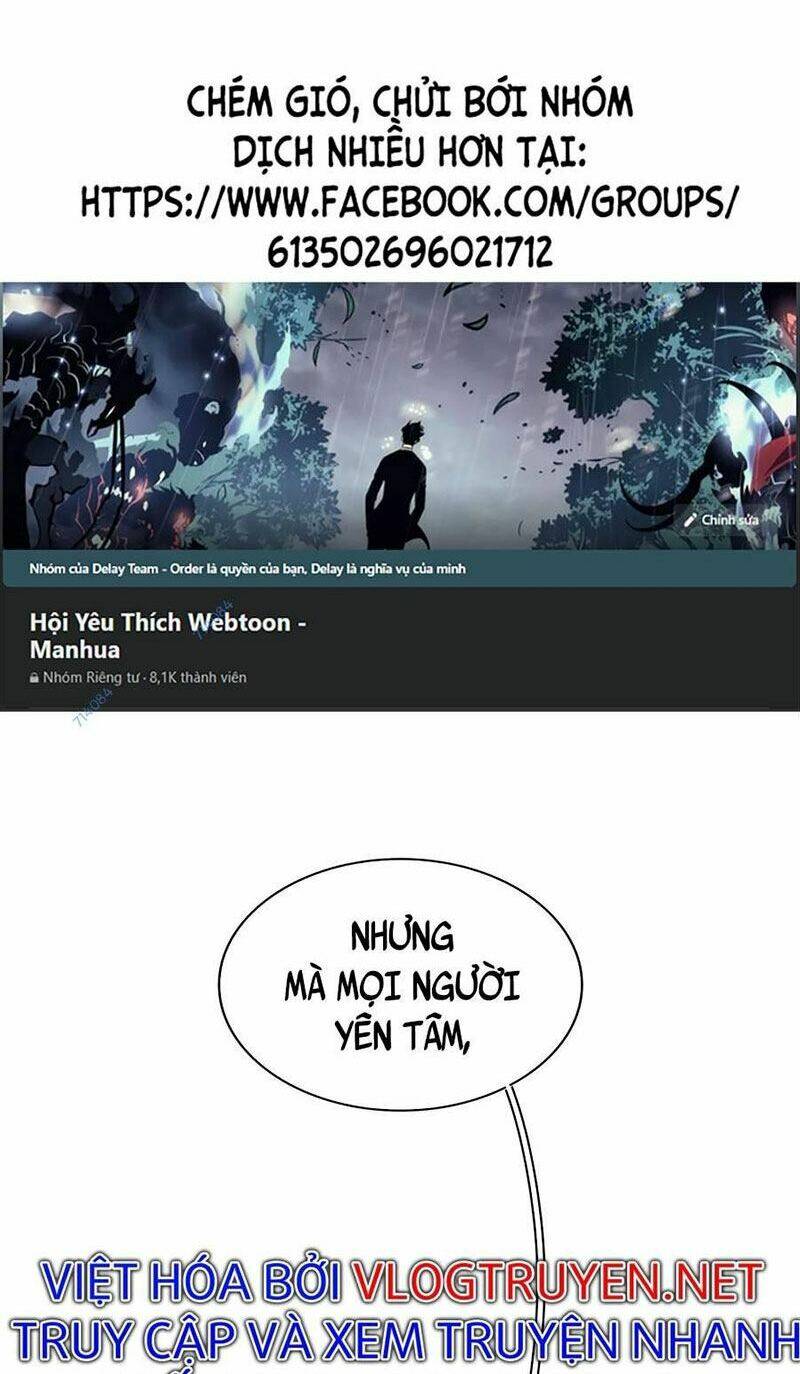 CHÉM GIÓ, CHỬI BỚI NHÓM
DỊCH NHIỀU HƠN TẠI:
HTTPS://WWW.FACEBOOK.COM/GROUPS/
613502696021712
Chỉnh sửa
Nhóm của Delay Team - Order là quyền của bạn, Delay là nghĩa vụ của mình
Hội Yêu Thích Webtoon -
Manhua
Nhóm Riêng tư · 8,1K thành viên
714084
714084
NHƯNG
MÀ MỌI NGƯỜI
YÊN TÂM,
VIỆT HÓA BỞI VLOGTRUYEN.NET
TRUY CẬP VÀ XEM TRUYỆN NHANH